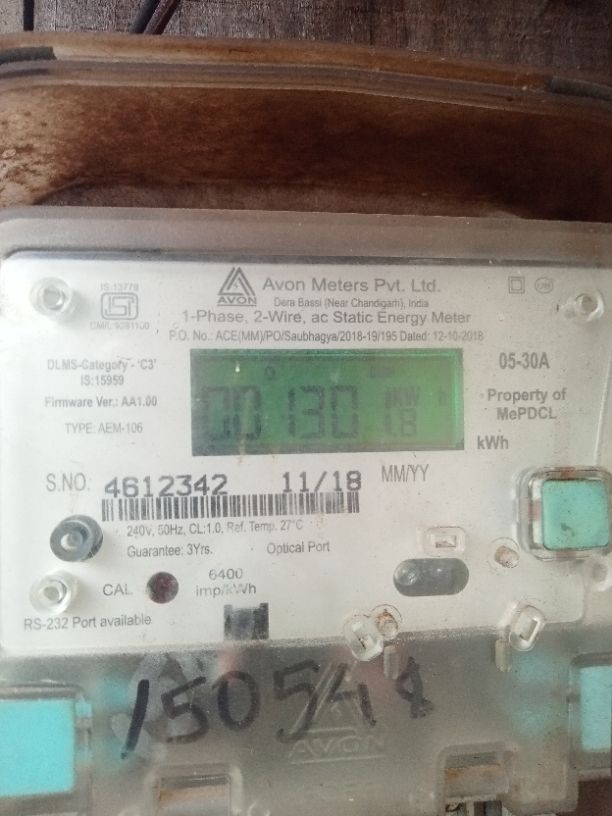 IS:13779
CM/L:9281100
AVON
Avon Meters Pvt. Ltd.
Dera Bassi (Near Chandigarh), India
1-Phase, 2-Wire, ac Static Energy Meter
P.O. No.: ACE(MM)/PO/Saubhagya/2018-19/195 Dated: 12-10-2018
DLMS-Category - 'C3'
IS:15959
Firmware Ver.: AA1.00
TYPE: AEM-106
05-30A
Property of
MePDCL
kWh
S.NO. 4612342 11/18 MM/YY
240V, 50Hz, CL:1.0, Ref. Temp. 27°C
Guarantee: 3Yrs. Optical Port
CAL 6400
imp/kWh
RS-232 Port available
AVON